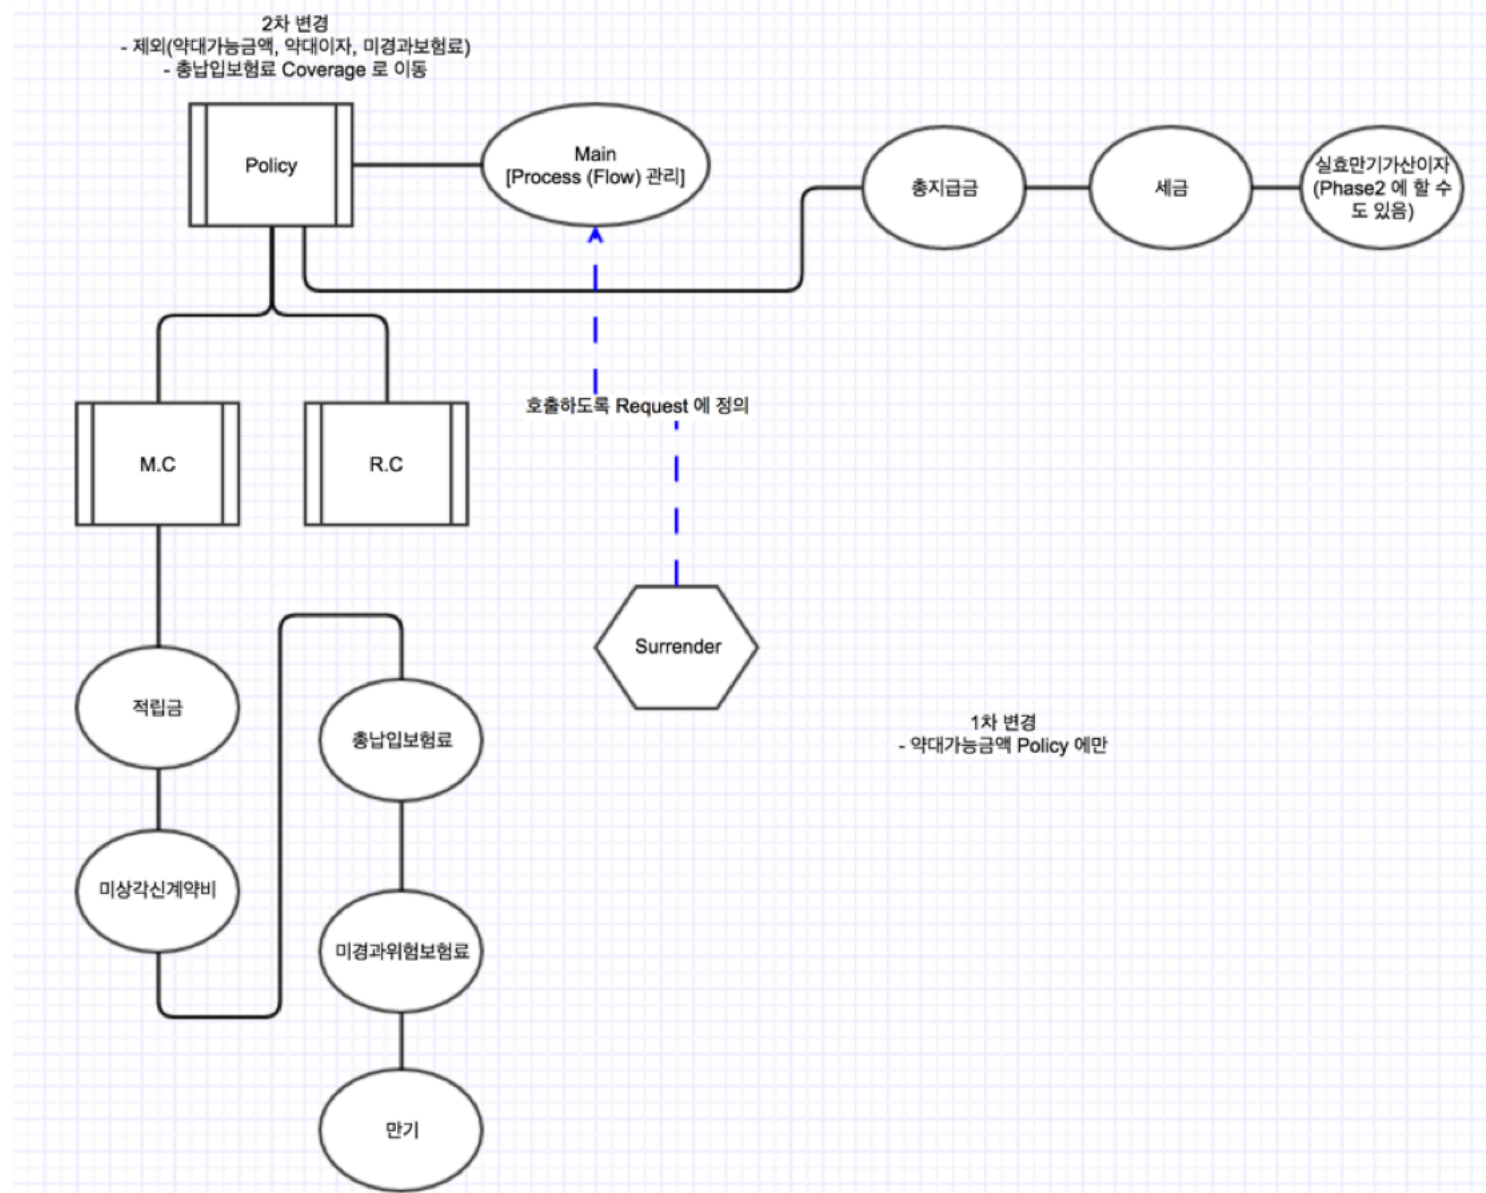 2차 변경
- 제외(약대가능금액, 약대이자, 미경과보험료)
- 총납입보험료 Coverage 로 이동
Policy
Main
[Process (Flow) 관리]
총지급금
세금
실효만기가산이자
(Phase2 에 할 수
도 있음)
호출하도록 Request 에 정의
M.C
R.C
Surrender
적립금
총납입보험료
1차 변경
- 약대가능금액 Policy 에만
미상각신계약비
미경과위험보험료
만기